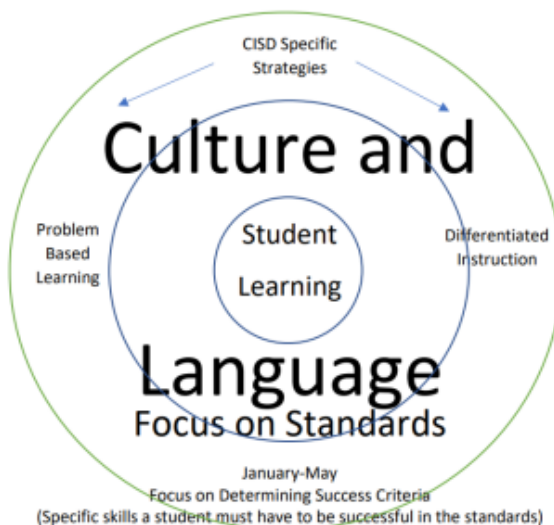 CISD Specific
Strategies
Culture and
Problem
Based
Learning
Student
Learning
Differentiated
Instruction
Language
Focus on Standards
January-May
Focus on Determining Success Criteria
(Specific skills a student must have to be successful in the standards)